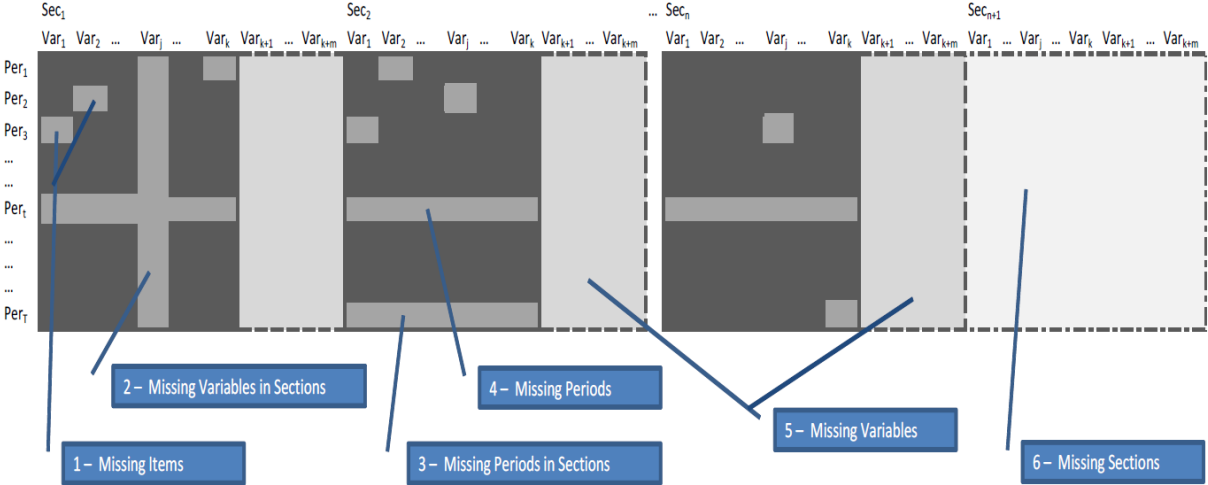 Sec₁ Sec₂ ... Secₙ Secₙ₊₁
Var₁ Var₂ ... Varⱼ ... Varₖ Varₖ₊₁ ... Varₖ₊ₘ Var₁ Var₂ ... Varⱼ ... Varₖ Varₖ₊₁ ... Varₖ₊ₘ Var₁ Var₂ ... Varⱼ ... Varₖ Varₖ₊₁ ... Varₖ₊ₘ Var₁ ... Varⱼ ... Varₖ Varₖ₊₁ ... Varₖ₊ₘ
Per₁
Per₂
Per₃
...
...
Perₜ
...
...
...
Per_T
2 – Missing Variables in Sections
4 – Missing Periods
5 – Missing Variables
1 – Missing Items
3 – Missing Periods in Sections
6 – Missing Sections